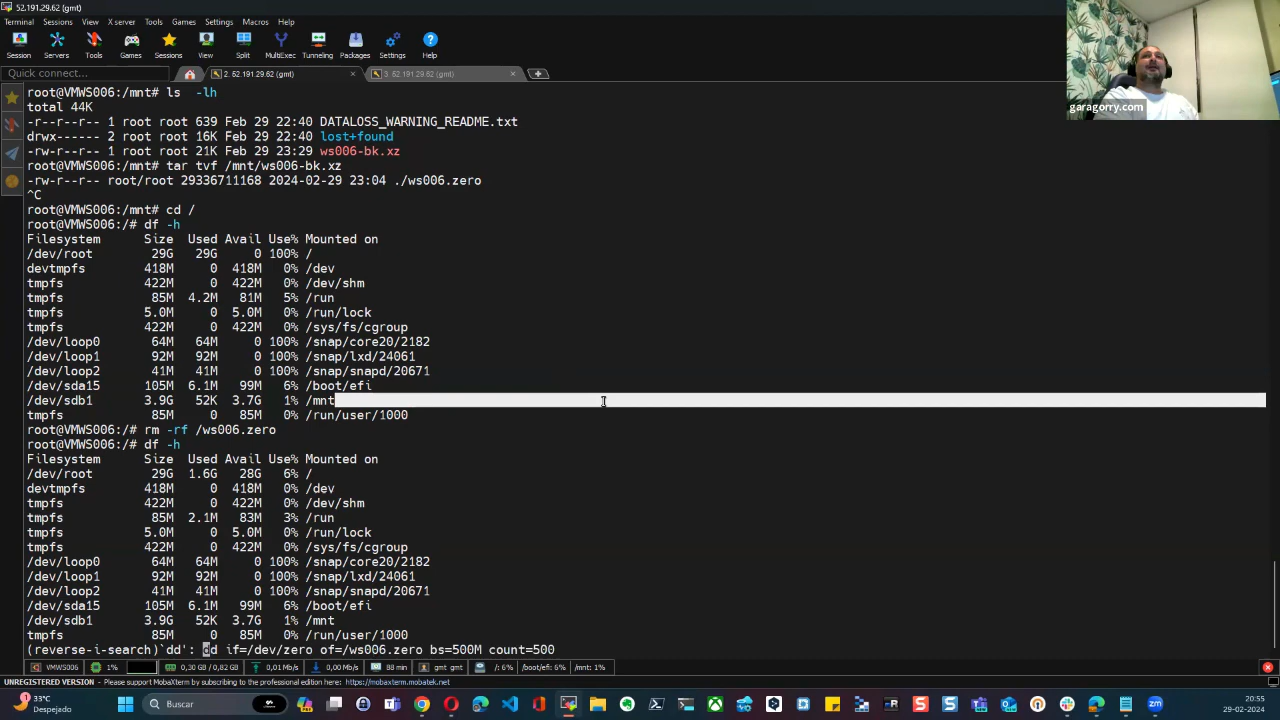 52.191.29.62 (gmt)
Terminal Sessions View X server Tools Games Settings Macros Help
Session Servers Tools Games Sessions View Split MultiExec Tunneling Packages Settings Help
Quick connect...
2. 52.191.29.62 (gmt)
3. 52.191.29.62 (gmt)
garagorry.com
root@VMWS006:/mnt# ls  -lh
total 44K
-r--r--r-- 1 root root 639 Feb 29 22:40 DATALOSS_WARNING_README.txt
drwx------ 2 root root 16K Feb 29 22:40 lost+found
-rw-r--r-- 1 root root 21K Feb 29 23:29 ws006-bk.xz
root@VMWS006:/mnt# tar tvf /mnt/ws006-bk.xz
-rw-r--r-- root/root 29336711168 2024-02-29 23:04 ./ws006.zero
^C
root@VMWS006:/mnt# cd /
root@VMWS006:/# df -h
Filesystem      Size  Used Avail Use% Mounted on
/dev/root        29G   29G     0 100% /
devtmpfs        418M     0  418M   0% /dev
tmpfs           422M     0  422M   0% /dev/shm
tmpfs            85M  4.2M   81M   5% /run
tmpfs           5.0M     0  5.0M   0% /run/lock
tmpfs           422M     0  422M   0% /sys/fs/cgroup
/dev/loop0       64M   64M     0 100% /snap/core20/2182
/dev/loop1       92M   92M     0 100% /snap/lxd/24061
/dev/loop2       41M   41M     0 100% /snap/snapd/20671
/dev/sda15      105M  6.1M   99M   6% /boot/efi
/dev/sdb1       3.9G   52K  3.7G   1% /mnt
tmpfs            85M     0   85M   0% /run/user/1000
root@VMWS006:/# rm -rf /ws006.zero
root@VMWS006:/# df -h
Filesystem      Size  Used Avail Use% Mounted on
/dev/root        29G  1.6G   28G   6% /
devtmpfs        418M     0  418M   0% /dev
tmpfs           422M     0  422M   0% /dev/shm
tmpfs            85M  2.1M   83M   3% /run
tmpfs           5.0M     0  5.0M   0% /run/lock
tmpfs           422M     0  422M   0% /sys/fs/cgroup
/dev/loop0       64M   64M     0 100% /snap/core20/2182
/dev/loop1       92M   92M     0 100% /snap/lxd/24061
/dev/loop2       41M   41M     0 100% /snap/snapd/20671
/dev/sda15      105M  6.1M   99M   6% /boot/efi
/dev/sdb1       3.9G   52K  3.7G   1% /mnt
tmpfs            85M     0   85M   0% /run/user/1000
(reverse-i-search)`dd': dd if=/dev/zero of=/ws006.zero bs=500M count=500
VMWS006 1% 0,30 GB / 0,82 GB 0,01 Mb/s 0,00 Mb/s 88 min gmt gmt /: 6% /boot/efi: 6% /mnt: 1%
UNREGISTERED VERSION - Please support MobaXterm by subscribing to the professional edition here: https://mobaxterm.mobatek.net
33°C
Despejado
Buscar
20:55
29-02-2024